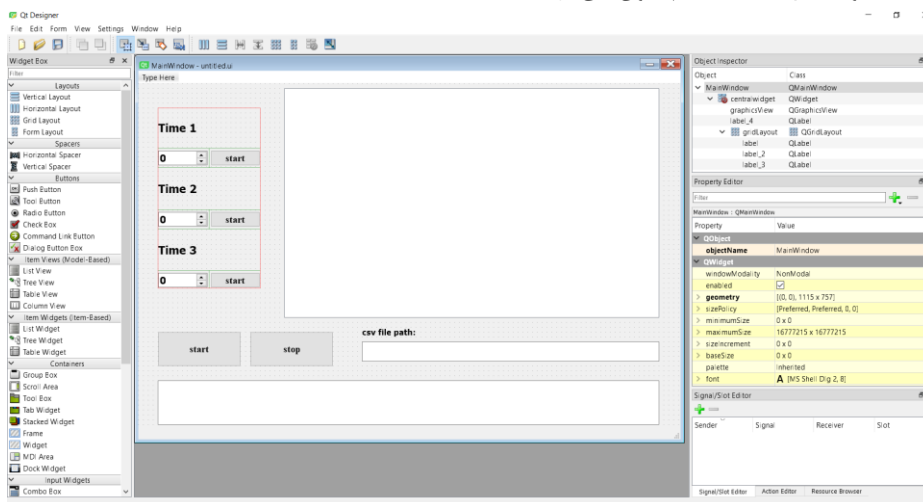 Qt Designer
File Edit Form View Settings Window Help
Widget Box
Filter
Layouts
Vertical Layout
Horizontal Layout
Grid Layout
Form Layout
Spacers
Horizontal Spacer
Vertical Spacer
Buttons
Push Button
Tool Button
Radio Button
Check Box
Command Link Button
Dialog Button Box
Item Views (Model-Based)
List View
Tree View
Table View
Column View
Item Widgets (Item-Based)
List Widget
Tree Widget
Table Widget
Containers
Group Box
Scroll Area
Tool Box
Tab Widget
Stacked Widget
Frame
Widget
MDI Area
Dock Widget
Input Widgets
Combo Box
MainWindow - untitled.ui
Type Here
Time 1
0 start
Time 2
0 start
Time 3
0 start
start stop
csv file path:
Object Inspector
Object Class
MainWindow QMainWindow
centralwidget QWidget
graphicsView QGraphicsView
label_4 QLabel
gridLayout QGridLayout
label QLabel
label_2 QLabel
label_3 QLabel
Property Editor
Filter
MainWindow : QMainWindow
Property Value
QObject
objectName MainWindow
QWidget
windowModality NonModal
enabled
geometry [(0, 0), 1115 x 757]
sizePolicy [Preferred, Preferred, 0, 0]
minimumSize 0 x 0
maximumSize 16777215 x 16777215
sizeIncrement 0 x 0
baseSize 0 x 0
palette Inherited
font A [MS Shell Dlg 2, 8]
Signal/Slot Editor
Sender Signal Receiver Slot
Signal/Slot Editor Action Editor Resource Browser